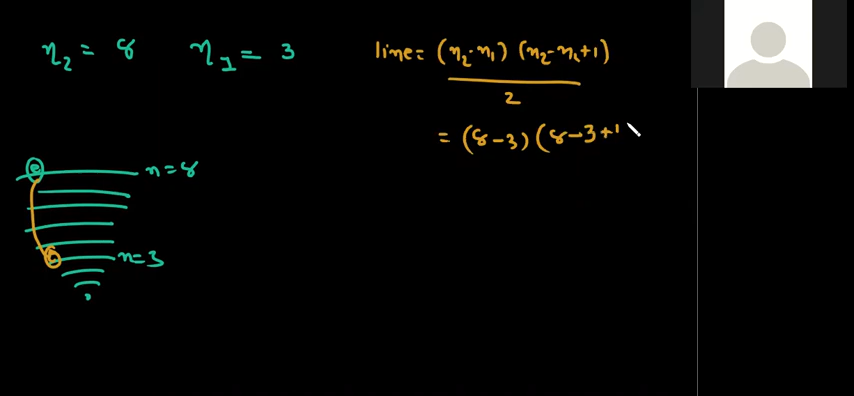 n₂ = 8 n₁ = 3
line = (n₂-n₁) (n₂-n₁+1)
2
= (8-3) (8-3+1
e n=8
e n=3